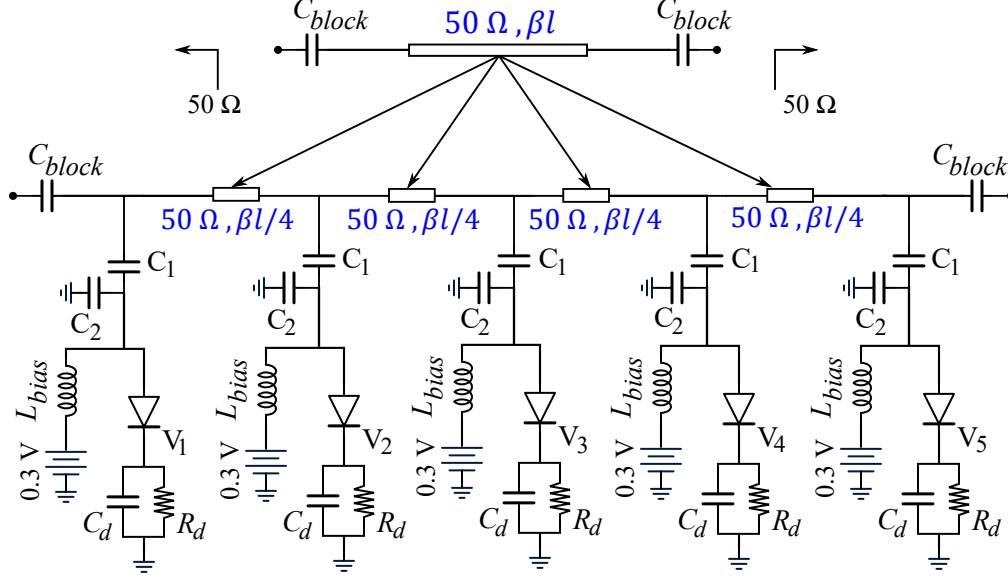 C_block
50 Ω , βl
C_block
50 Ω
50 Ω
C_block
C_block
50 Ω , βl/4
50 Ω , βl/4
50 Ω , βl/4
50 Ω , βl/4
C₁
C₁
C₁
C₁
C₁
C₂
C₂
C₂
C₂
C₂
L_bias
L_bias
L_bias
L_bias
L_bias
0.3 V
V₁
0.3 V
V₂
0.3 V
V₃
0.3 V
V₄
0.3 V
V₅
C_d
R_d
C_d
R_d
C_d
R_d
C_d
R_d
C_d
R_d